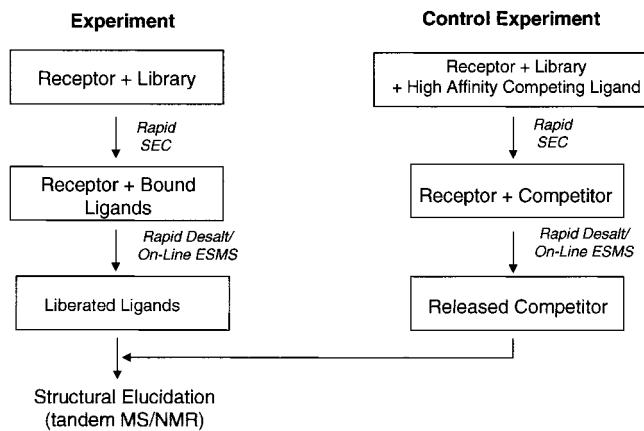 Experiment
Receptor + Library
Rapid
SEC
Receptor + Bound
Ligands
Rapid Desalt/
On-Line ESMS
Liberated Ligands
Structural Elucidation
(tandem MS/NMR)
Control Experiment
Receptor + Library
+ High Affinity Competing Ligand
Rapid
SEC
Receptor + Competitor
Rapid Desalt/
On-Line ESMS
Released Competitor